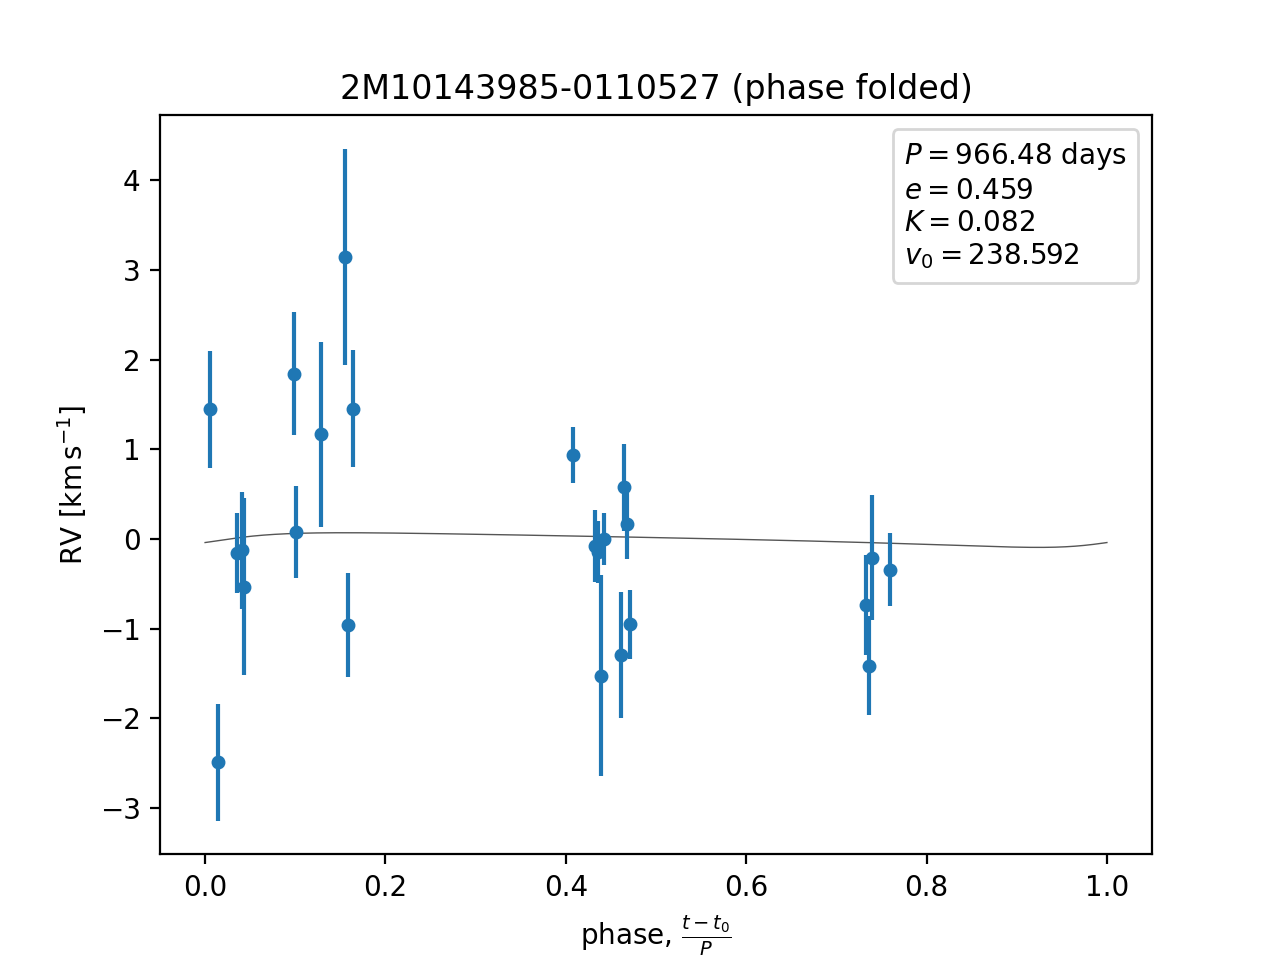 2M10143985-0110527 (phase folded)
P = 966.48 days
e = 0.459
K = 0.082
v₀ = 238.592
4
3
2
1
0
−1
−2
−3
RV [km s⁻¹]
0.0 0.2 0.4 0.6 0.8 1.0
phase, (t − t₀)/P